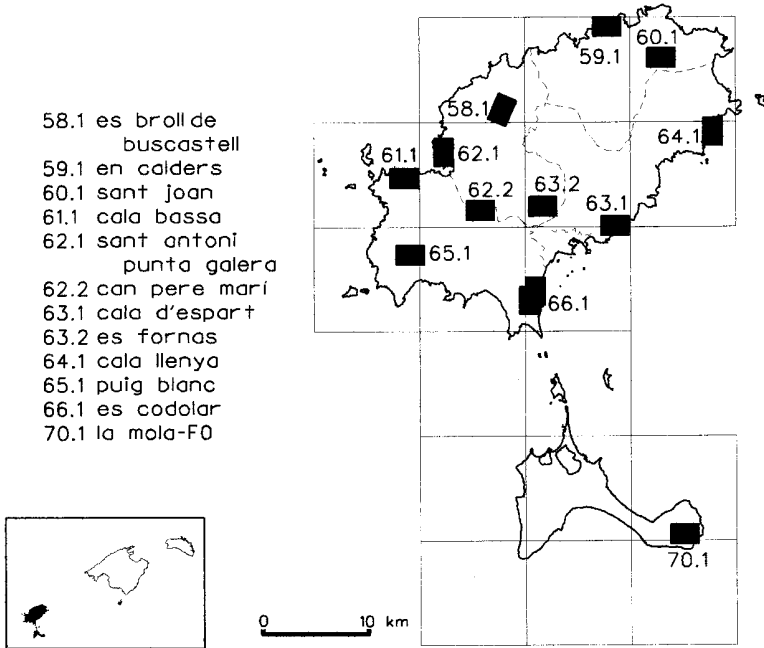 58.1 es broll de
buscastell
59.1 en calders
60.1 sant joan
61.1 cala bassa
62.1 sant antoni
punta galera
62.2 can pere marí
63.1 cala d'espart
63.2 es fornas
64.1 cala llenya
65.1 puig blanc
66.1 es codolar
70.1 la mola-F0
59.1
60.1
58.1
64.1
61.1
62.1
62.2
63.2
63.1
65.1
66.1
70.1
0 10 km